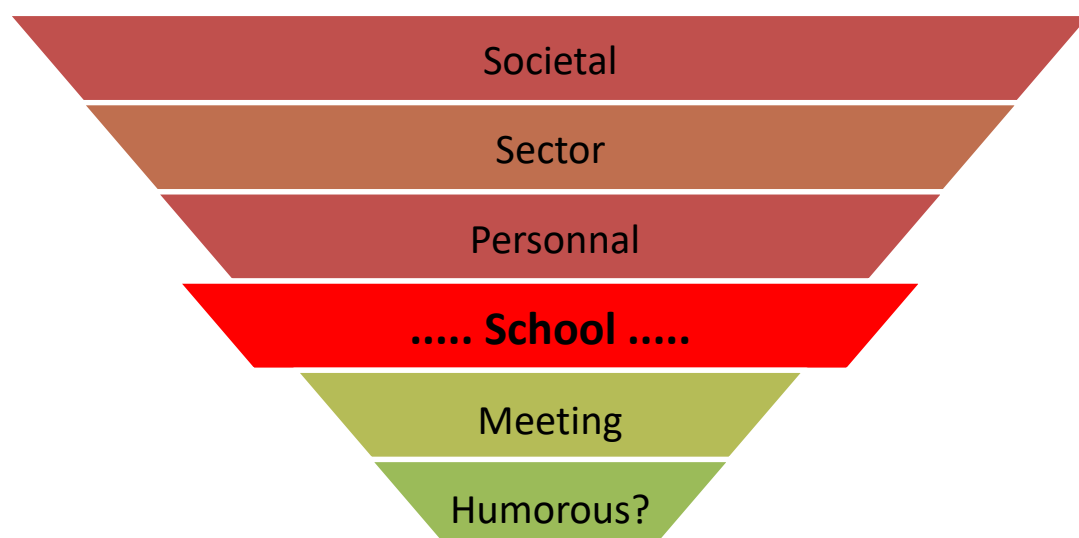 Societal
Sector
Personnal
..... School .....
Meeting
Humorous?